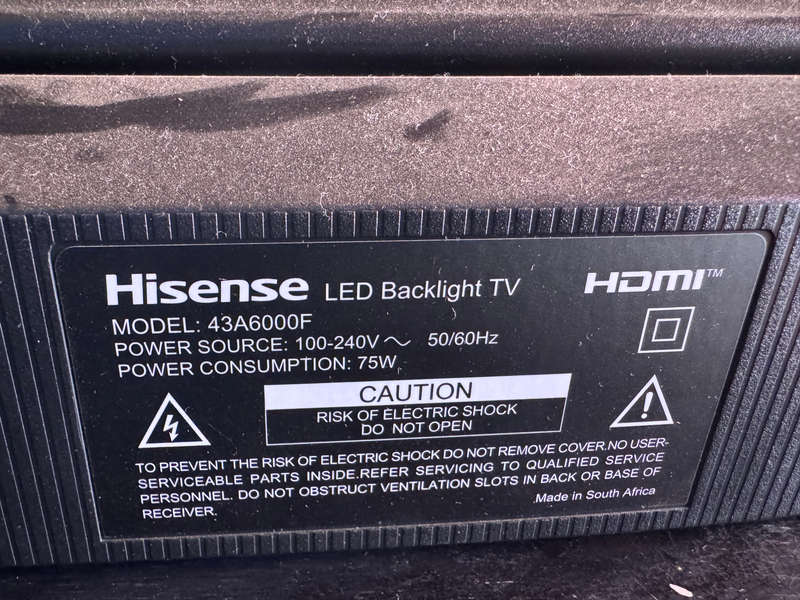 Hisense LED Backlight TV
HDMI™
MODEL: 43A6000F
POWER SOURCE: 100-240V ～ 50/60Hz
POWER CONSUMPTION: 75W
CAUTION
RISK OF ELECTRIC SHOCK
DO NOT OPEN
TO PREVENT THE RISK OF ELECTRIC SHOCK DO NOT REMOVE COVER.NO USER-
SERVICEABLE PARTS INSIDE.REFER SERVICING TO QUALIFIED SERVICE
PERSONNEL. DO NOT OBSTRUCT VENTILATION SLOTS IN BACK OR BASE OF
RECEIVER.
Made in South Africa